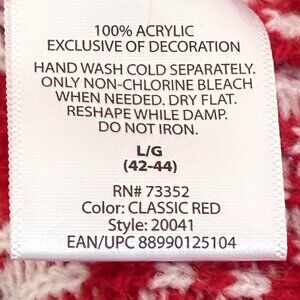 100% ACRYLIC
EXCLUSIVE OF DECORATION
HAND WASH COLD SEPARATELY.
ONLY NON-CHLORINE BLEACH
WHEN NEEDED. DRY FLAT.
RESHAPE WHILE DAMP.
DO NOT IRON.
L/G
(42-44)
RN# 73352
Color: CLASSIC RED
Style: 20041
EAN/UPC 88990125104